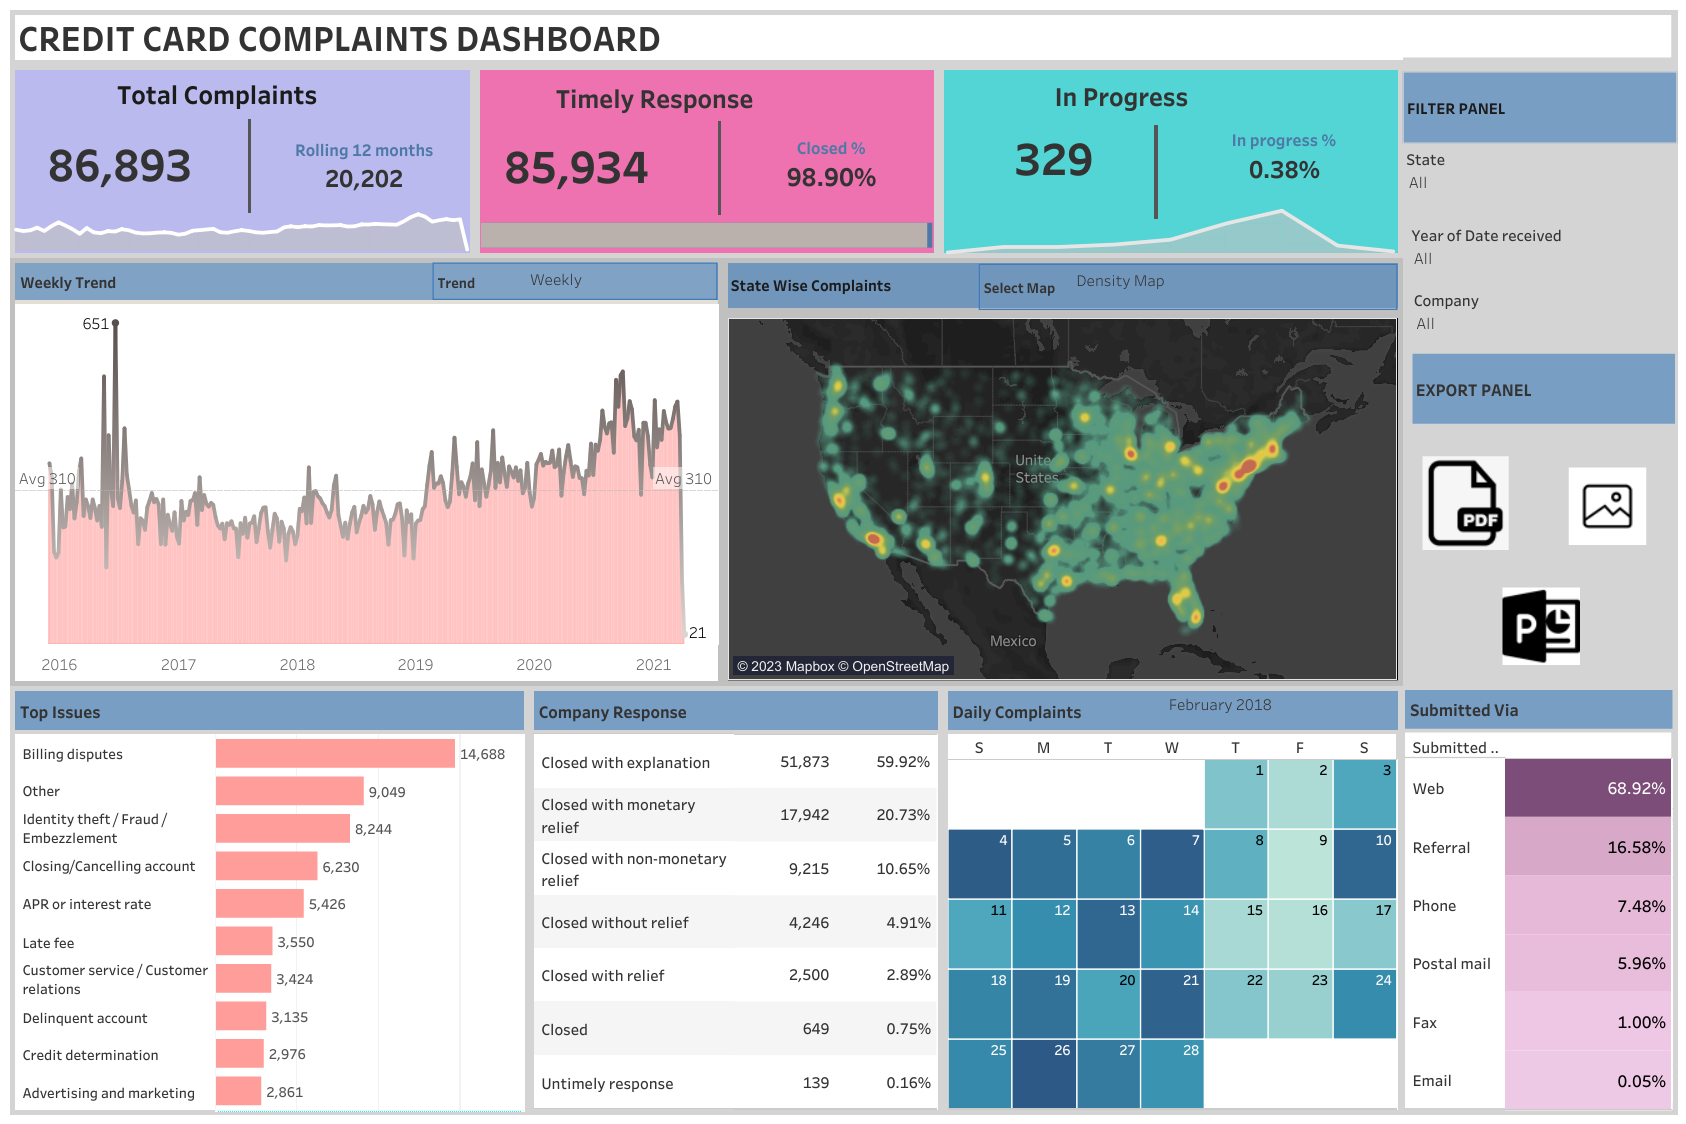 CREDIT CARD COMPLAINTS DASHBOARD
Total Complaints
86,893
Rolling 12 months
20,202
Timely Response
85,934
Closed %
98.90%
In Progress
329
In progress %
0.38%
FILTER PANEL
State
All
Year of Date received
All
Company
All
EXPORT PANEL
PDF
P
Weekly Trend
Trend
Weekly
651
Avg 310
Avg 310
21
2016 2017 2018 2019 2020 2021
State Wise Complaints
Select Map
Density Map
United
States
Mexico
© 2023 Mapbox © OpenStreetMap
Top Issues
Billing disputes 14,688
Other 9,049
Identity theft / Fraud /
Embezzlement 8,244
Closing/Cancelling account 6,230
APR or interest rate 5,426
Late fee 3,550
Customer service / Customer
relations 3,424
Delinquent account 3,135
Credit determination 2,976
Advertising and marketing 2,861
Company Response
Closed with explanation 51,873 59.92%
Closed with monetary
relief 17,942 20.73%
Closed with non-monetary
relief 9,215 10.65%
Closed without relief 4,246 4.91%
Closed with relief 2,500 2.89%
Closed 649 0.75%
Untimely response 139 0.16%
Daily Complaints
February 2018
S M T W T F S
1 2 3
4 5 6 7 8 9 10
11 12 13 14 15 16 17
18 19 20 21 22 23 24
25 26 27 28
Submitted Via
Submitted ..
Web 68.92%
Referral 16.58%
Phone 7.48%
Postal mail 5.96%
Fax 1.00%
Email 0.05%